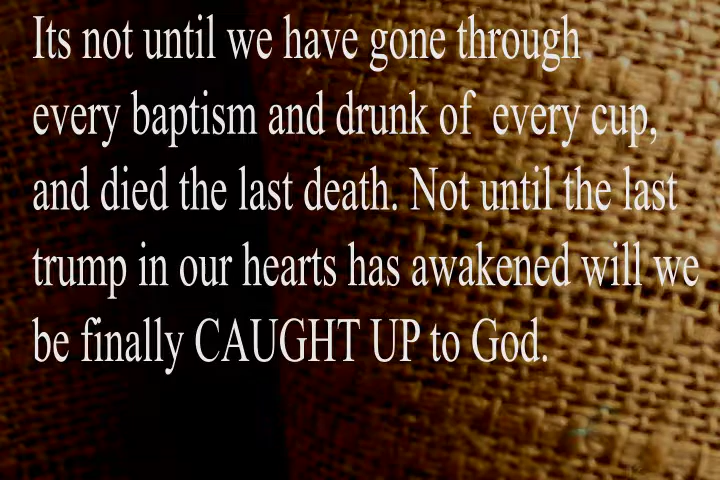 Its not until we have gone through
every baptism and drunk of  every cup,
and died the last death. Not until the last
trump in our hearts has awakened will we
be finally CAUGHT UP to God.